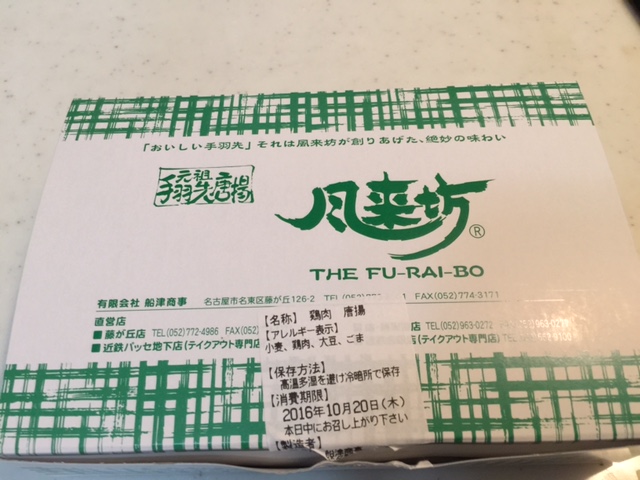 「おいしい手羽先」それは風来坊が創りあげた、絶妙の味わい
元祖
手羽先唐揚
風来坊®
THE FU-RAI-BO
有限会社 船津商事 名古屋市名東区藤が丘126-2 TEL(052) FAX(052)774-3171
直営店
■ 藤が丘店 TEL(052)772-4986 FAX(052) 店 TEL(052)963-0272
■ 近鉄パッセ地下店(テイクアウト専門店 店(テイクアウト専門店)
【名称】 鶏肉 唐揚
【アレルギー表示】
小麦、鶏肉、大豆、ごま
【保存方法】
高温多湿を避け冷暗所で保存
【消費期限】
2016年10月20日(木)
本日中にお召し上がり下さい
【製造者】
船津商事